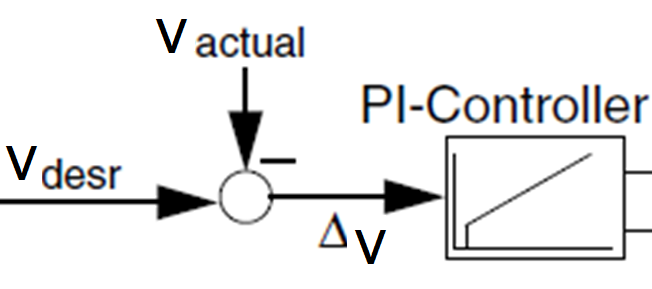 V actual
PI-Controller
V desr
−
Δ V